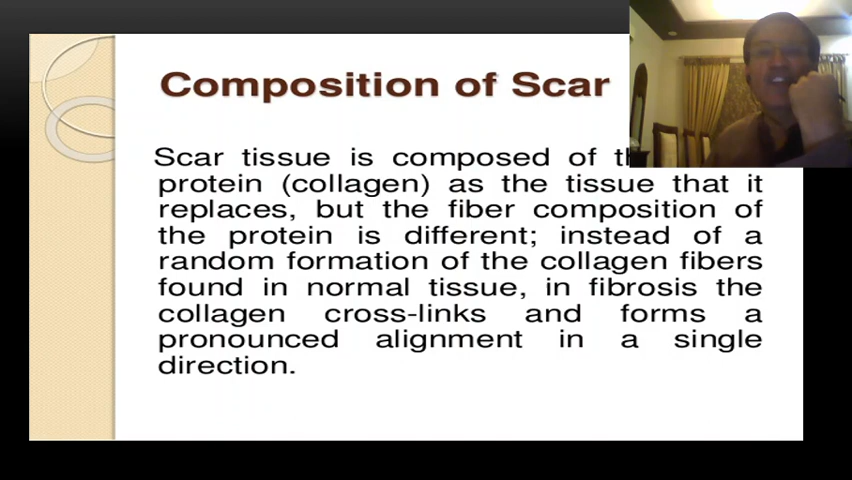 Composition of Scar
Scar tissue is composed of
protein (collagen) as the tissue that it
replaces, but the fiber composition of
the protein is different; instead of a
random formation of the collagen fibers
found in normal tissue, in fibrosis the
collagen cross-links and forms a
pronounced alignment in a single
direction.